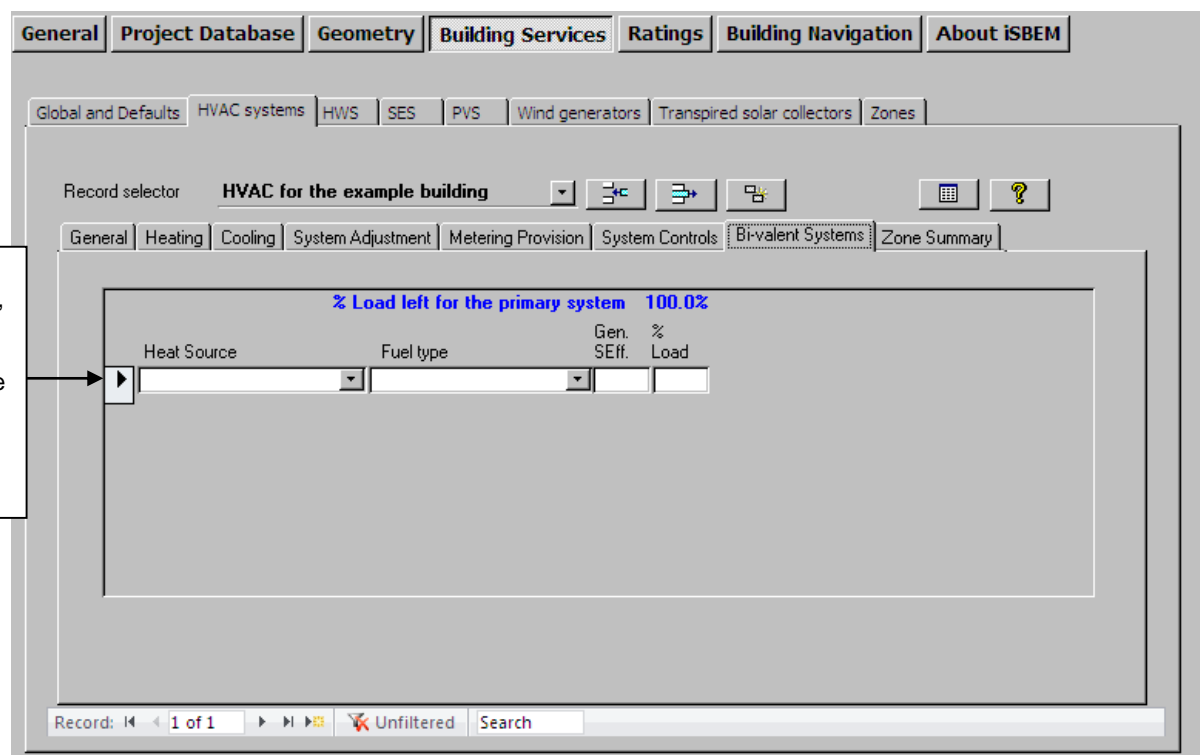 General Project Database Geometry Building Services Ratings Building Navigation About iSBEM
Global and Defaults HVAC systems HWS SES PVS Wind generators Transpired solar collectors Zones
Record selector HVAC for the example building
General Heating Cooling System Adjustment Metering Provision System Controls Bi-valent Systems Zone Summary
,
% Load left for the primary system 100.0%
Gen. %
Heat Source Fuel type SEff. Load
e
Record: 1 of 1 Unfiltered Search